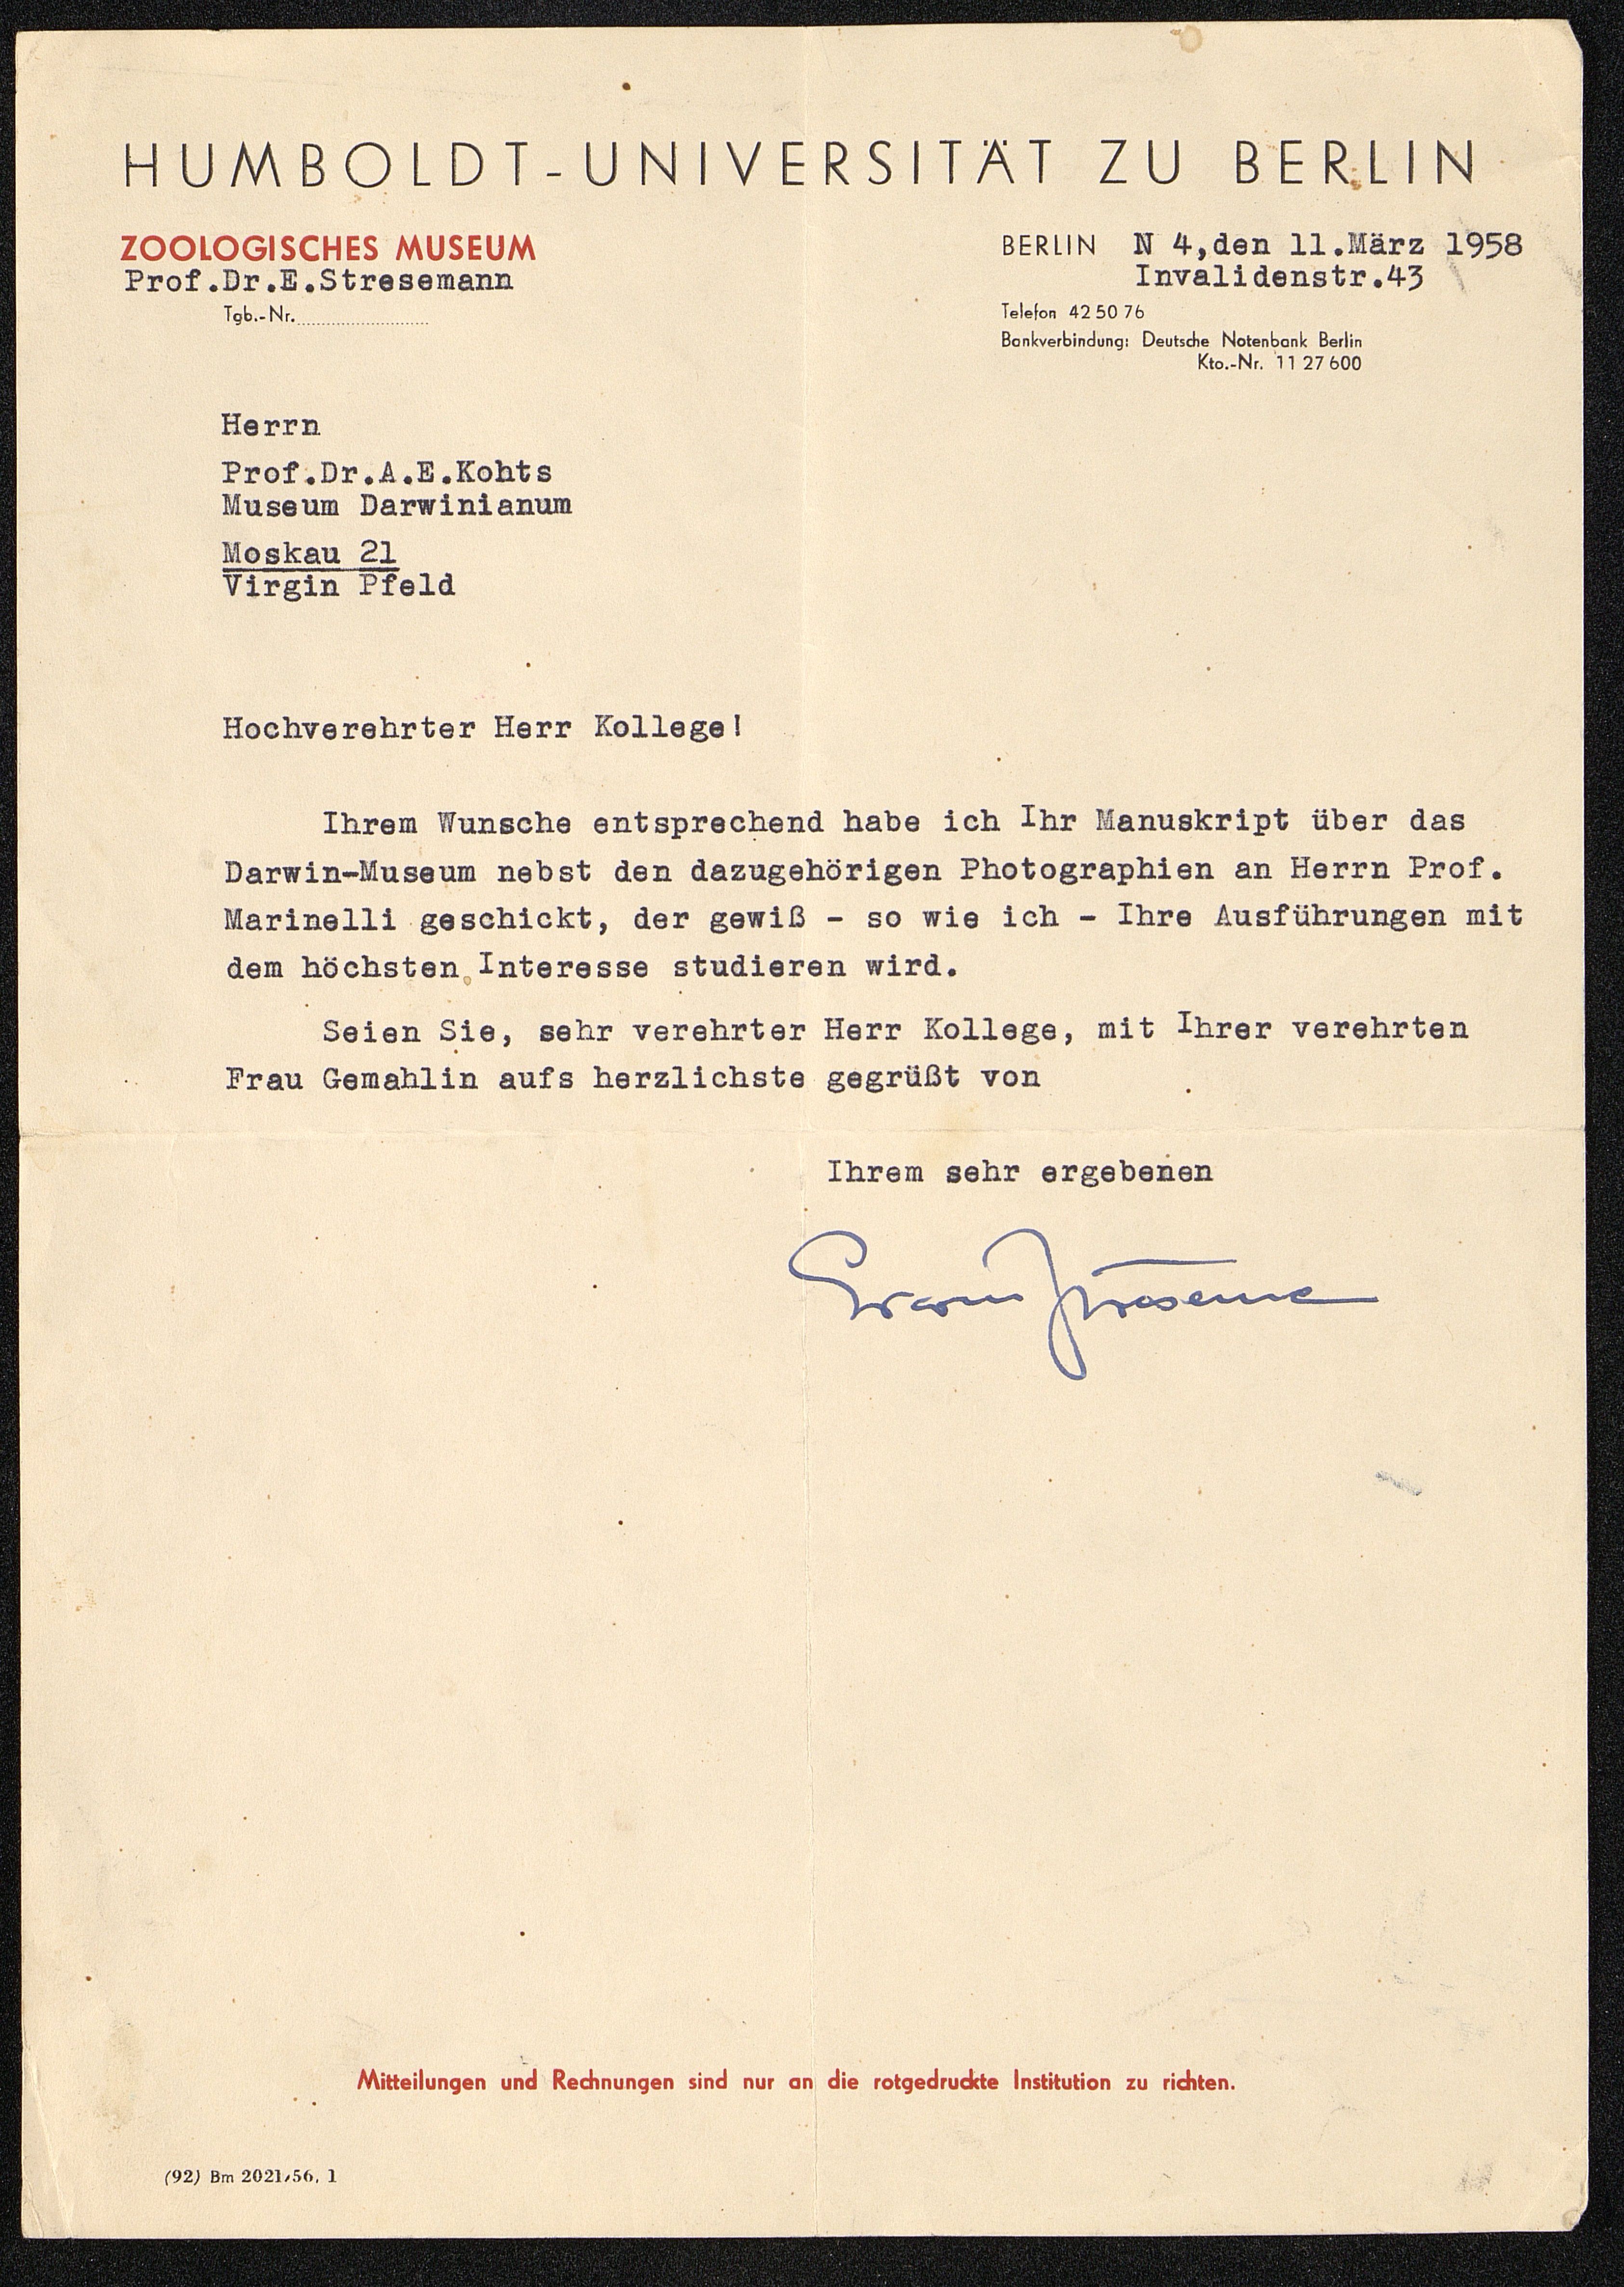 HUMBOLDT-UNIVERSITÄT ZU BERLIN
ZOOLOGISCHES MUSEUM
Prof.Dr.E.Stresemann
Tgb.-Nr.
BERLIN N 4,den 11.März 1958
Invalidenstr.43
Telefon 42 50 76
Bankverbindung: Deutsche Notenbank Berlin
Kto.-Nr. 11 27 600
Herrn
Prof.Dr.A.E.Kohts
Museum Darwinianum
Moskau 21
Virgin Pfeld
Hochverehrter Herr Kollege!
Ihrem Wunsche entsprechend habe ich Ihr Manuskript über das
Darwin-Museum nebst den dazugehörigen Photographien an Herrn Prof.
Marinelli geschickt, der gewiß - so wie ich - Ihre Ausführungen mit
dem höchsten Interesse studieren wird.
Seien Sie, sehr verehrter Herr Kollege, mit Ihrer verehrten
Frau Gemahlin aufs herzlichste gegrüßt von
Ihrem sehr ergebenen
Erwin Stresemann
Mitteilungen und Rechnungen sind nur an die rotgedruckte Institution zu richten.
(92) Bm 2021/56. 1